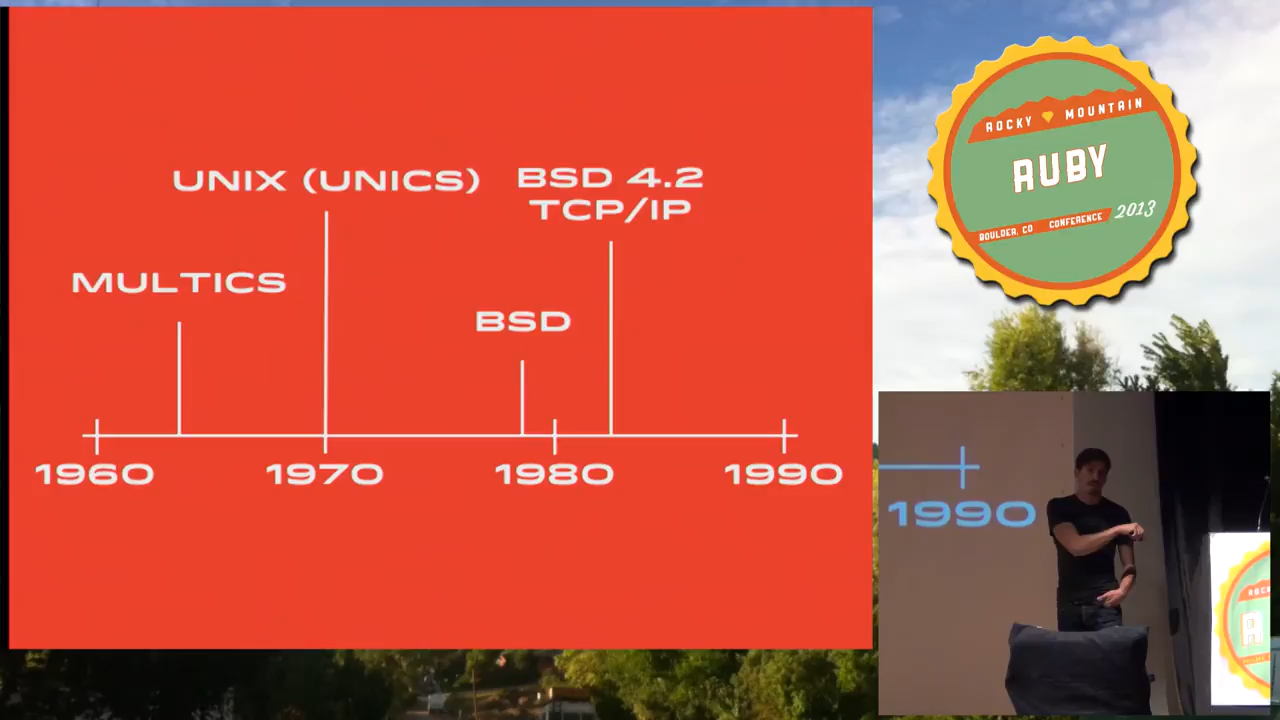 UNIX (UNICS)
BSD 4.2
TCP/IP
MULTICS
BSD
1960
1970
1980
1990
ROCKY MOUNTAIN
RUBY
BOULDER, CO CONFERENCE 2013
1990